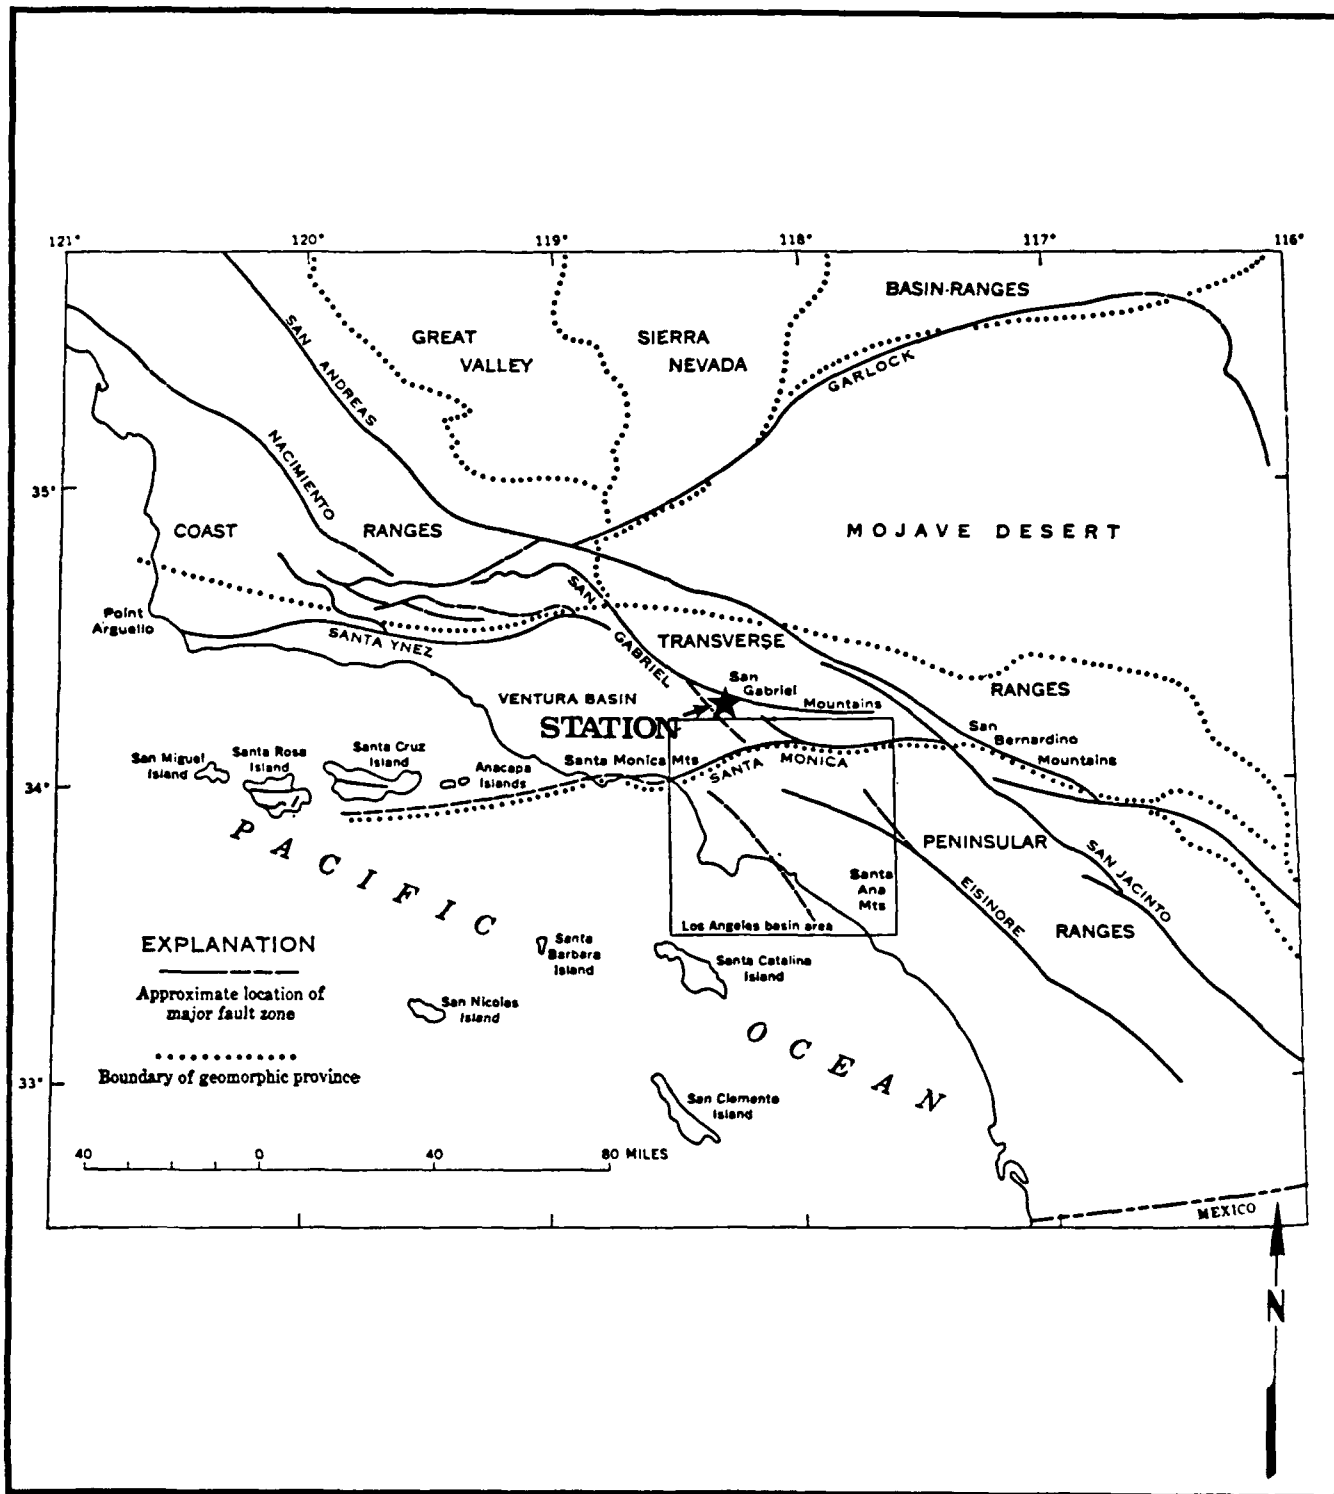 121°
120°
119°
118°
117°
116°
BASIN-RANGES
GREAT
VALLEY
SIERRA
NEVADA
SAN ANDREAS
GARLOCK
NACIMIENTO
35°
COAST
RANGES
MOJAVE DESERT
SAN
GABRIEL
Point
Arguello
SANTA YNEZ
TRANSVERSE
RANGES
VENTURA BASIN
San
Gabriel
Mountains
STATION
San
Bernardino
Mountains
San Miguel
Island
Santa Rosa
Island
Santa Cruz
Island
Anacapa
Islands
Santa Monica Mts
SANTA MONICA
34°
PACIFIC
PENINSULAR
RANGES
SAN JACINTO
EISINORE
Santa
Ana
Mts
Los Angeles basin area
EXPLANATION
Approximate location of
major fault zone
Boundary of geomorphic province
Santa
Barbara
Island
San Nicolas
Island
Santa Catalina
Island
OCEAN
33°
San Clemente
Island
40 0 40 80 MILES
MEXICO
N